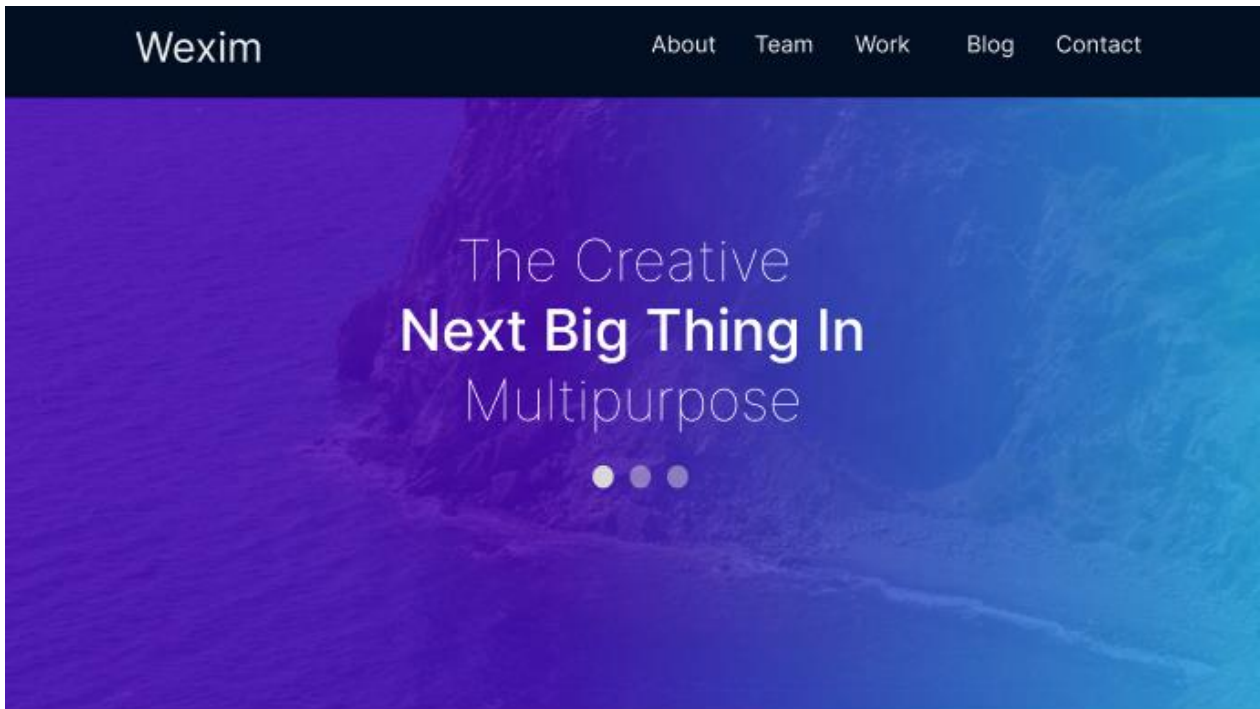 Wexim
About Team Work Blog Contact
The Creative
Next Big Thing In
Multipurpose